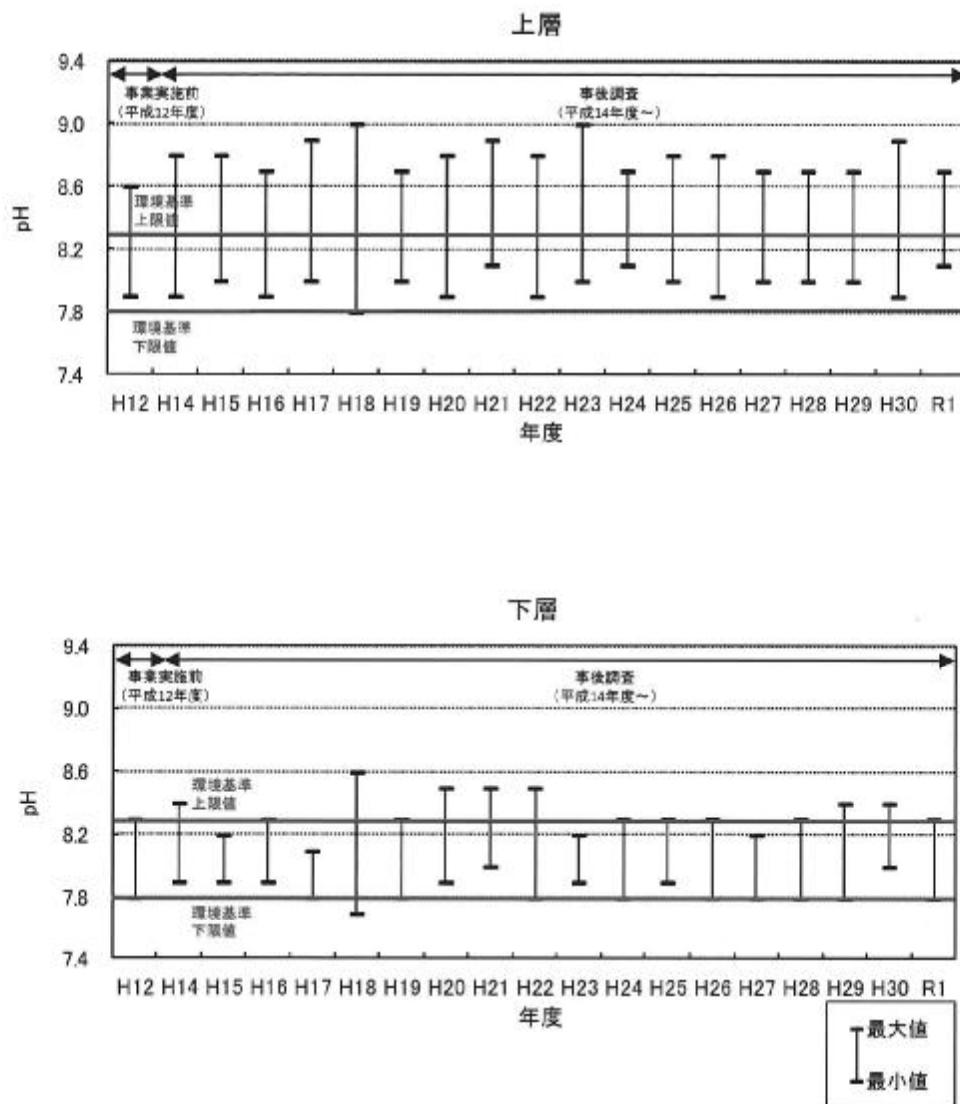 上層
9.4
事業実施前
(平成12年度)
事後調査
(平成14年度～)
9.0
8.6
環境基準
上限値
pH
8.2
7.8
環境基準
下限値
7.4
H12 H14 H15 H16 H17 H18 H19 H20 H21 H22 H23 H24 H25 H26 H27 H28 H29 H30 R1
年度
下層
9.4
事業実施前
(平成12年度)
事後調査
(平成14年度～)
9.0
8.6
環境基準
上限値
pH
8.2
7.8
環境基準
下限値
7.4
H12 H14 H15 H16 H17 H18 H19 H20 H21 H22 H23 H24 H25 H26 H27 H28 H29 H30 R1
年度
最大値
最小値